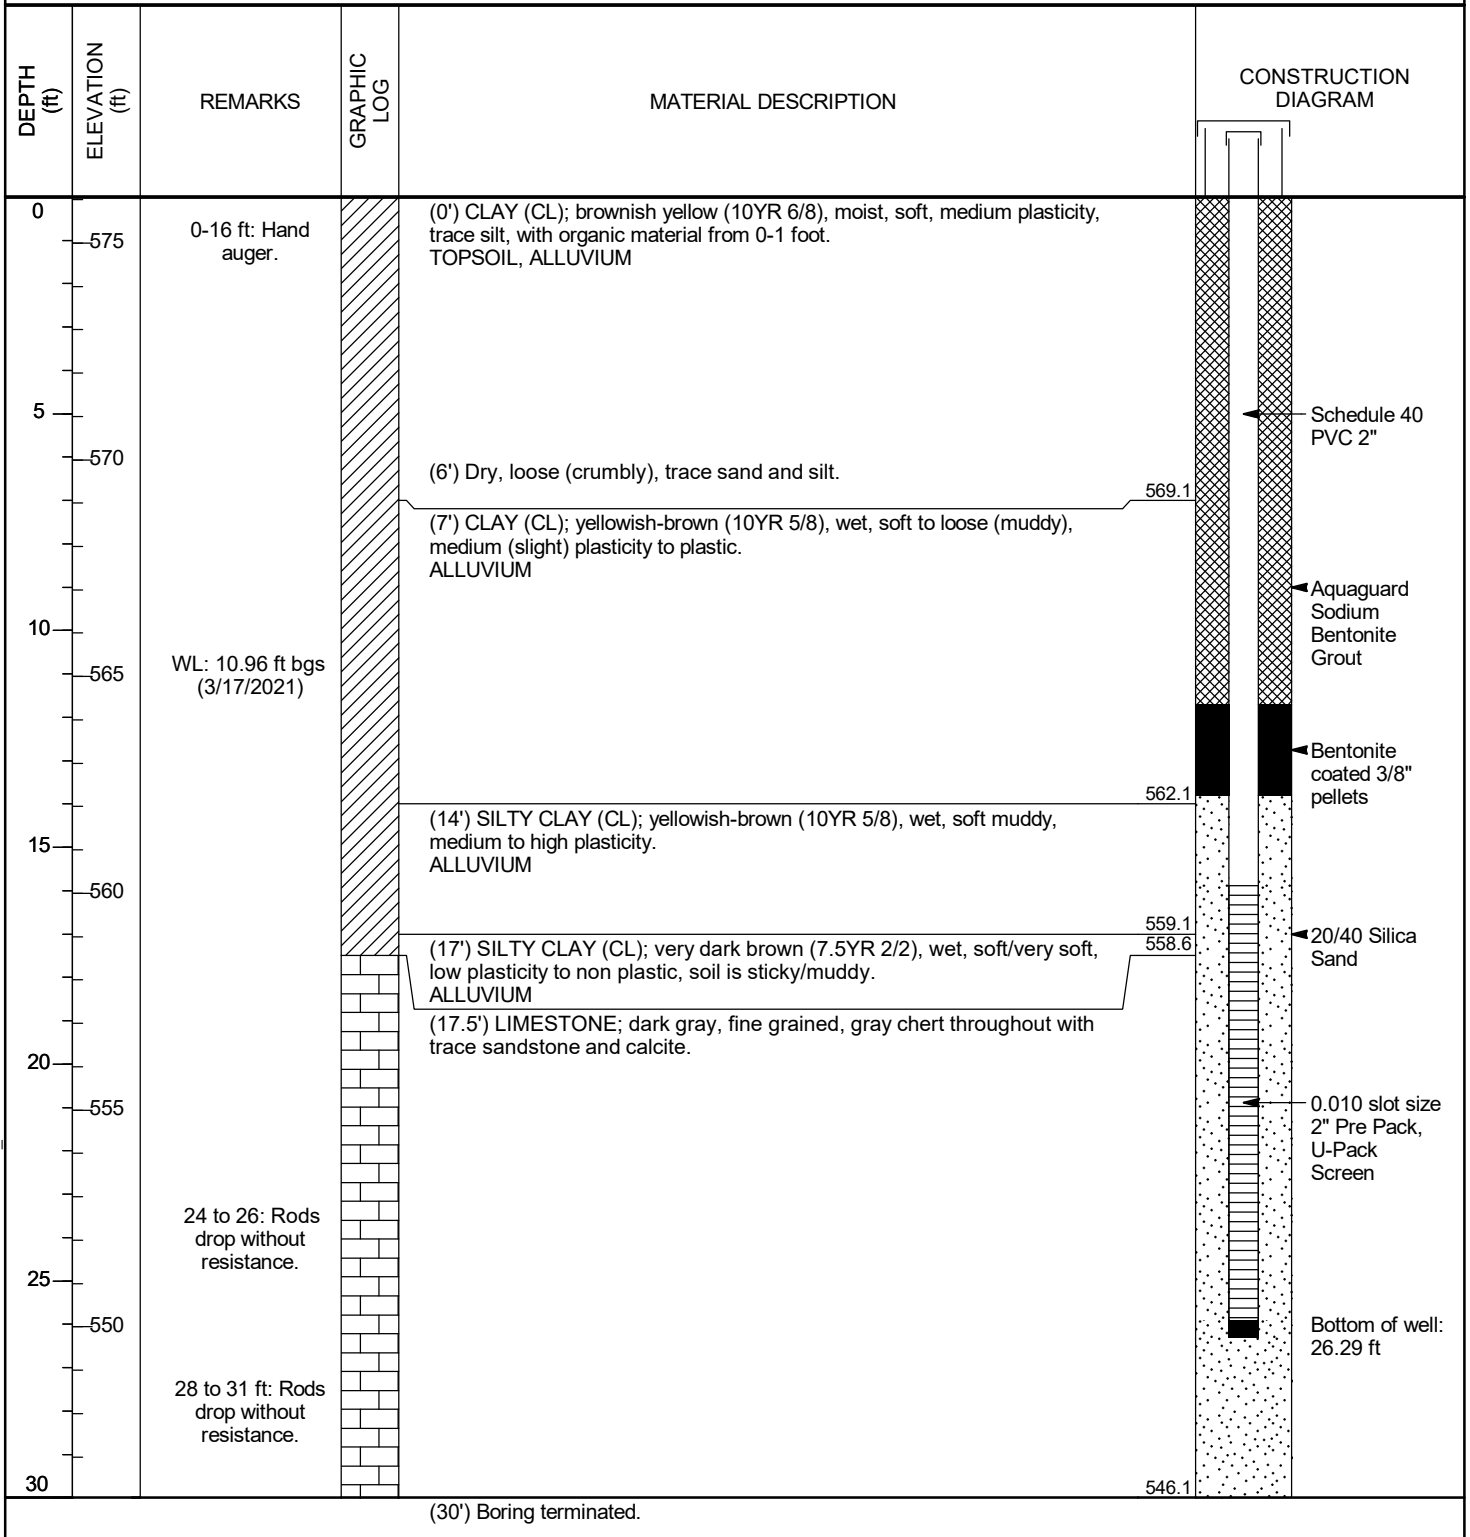 DEPTH
(ft)
ELEVATION
(ft)
REMARKS
GRAPHIC
LOG
MATERIAL DESCRIPTION
CONSTRUCTION
DIAGRAM
0
575
0-16 ft: Hand
auger.
(0') CLAY (CL); brownish yellow (10YR 6/8), moist, soft, medium plasticity,
trace silt, with organic material from 0-1 foot.
TOPSOIL, ALLUVIUM
5
Schedule 40
PVC 2"
570
(6') Dry, loose (crumbly), trace sand and silt.
569.1
(7') CLAY (CL); yellowish-brown (10YR 5/8), wet, soft to loose (muddy),
medium (slight) plasticity to plastic.
ALLUVIUM
Aquaguard
Sodium
Bentonite
Grout
10
565
WL: 10.96 ft bgs
(3/17/2021)
Bentonite
coated 3/8"
pellets
562.1
(14') SILTY CLAY (CL); yellowish-brown (10YR 5/8), wet, soft muddy,
medium to high plasticity.
ALLUVIUM
15
560
559.1
558.6
(17') SILTY CLAY (CL); very dark brown (7.5YR 2/2), wet, soft/very soft,
low plasticity to non plastic, soil is sticky/muddy.
ALLUVIUM
20/40 Silica
Sand
(17.5') LIMESTONE; dark gray, fine grained, gray chert throughout with
trace sandstone and calcite.
20
555
0.010 slot size
2" Pre Pack,
U-Pack
Screen
24 to 26: Rods
drop without
resistance.
25
550
Bottom of well:
26.29 ft
28 to 31 ft: Rods
drop without
resistance.
30
546.1
(30') Boring terminated.